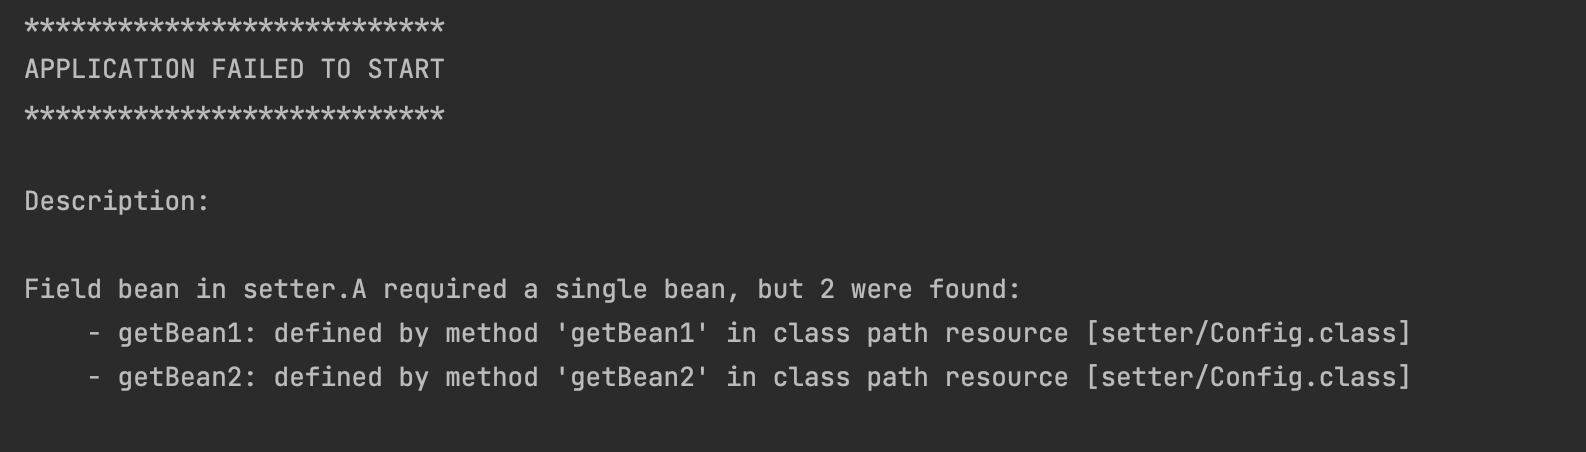 ***************************
APPLICATION FAILED TO START
***************************
Description:
Field bean in setter.A required a single bean, but 2 were found:
- getBean1: defined by method 'getBean1' in class path resource [setter/Config.class]
- getBean2: defined by method 'getBean2' in class path resource [setter/Config.class]